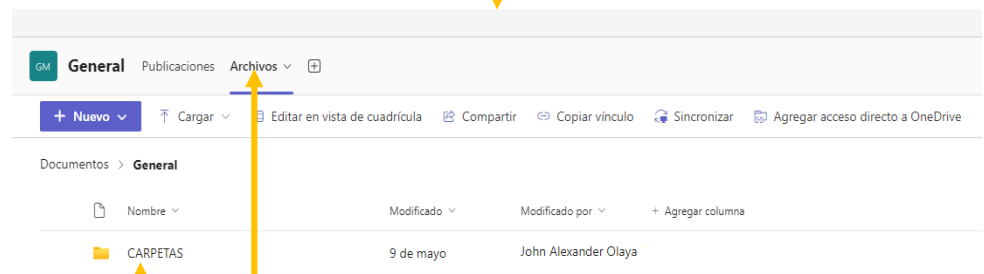 GM General Publicaciones Archivos
+ Nuevo Cargar Editar en vista de cuadrícula Compartir Copiar vínculo Sincronizar Agregar acceso directo a OneDrive
Documentos > General
Nombre Modificado Modificado por + Agregar columna
CARPETAS 9 de mayo John Alexander Olaya